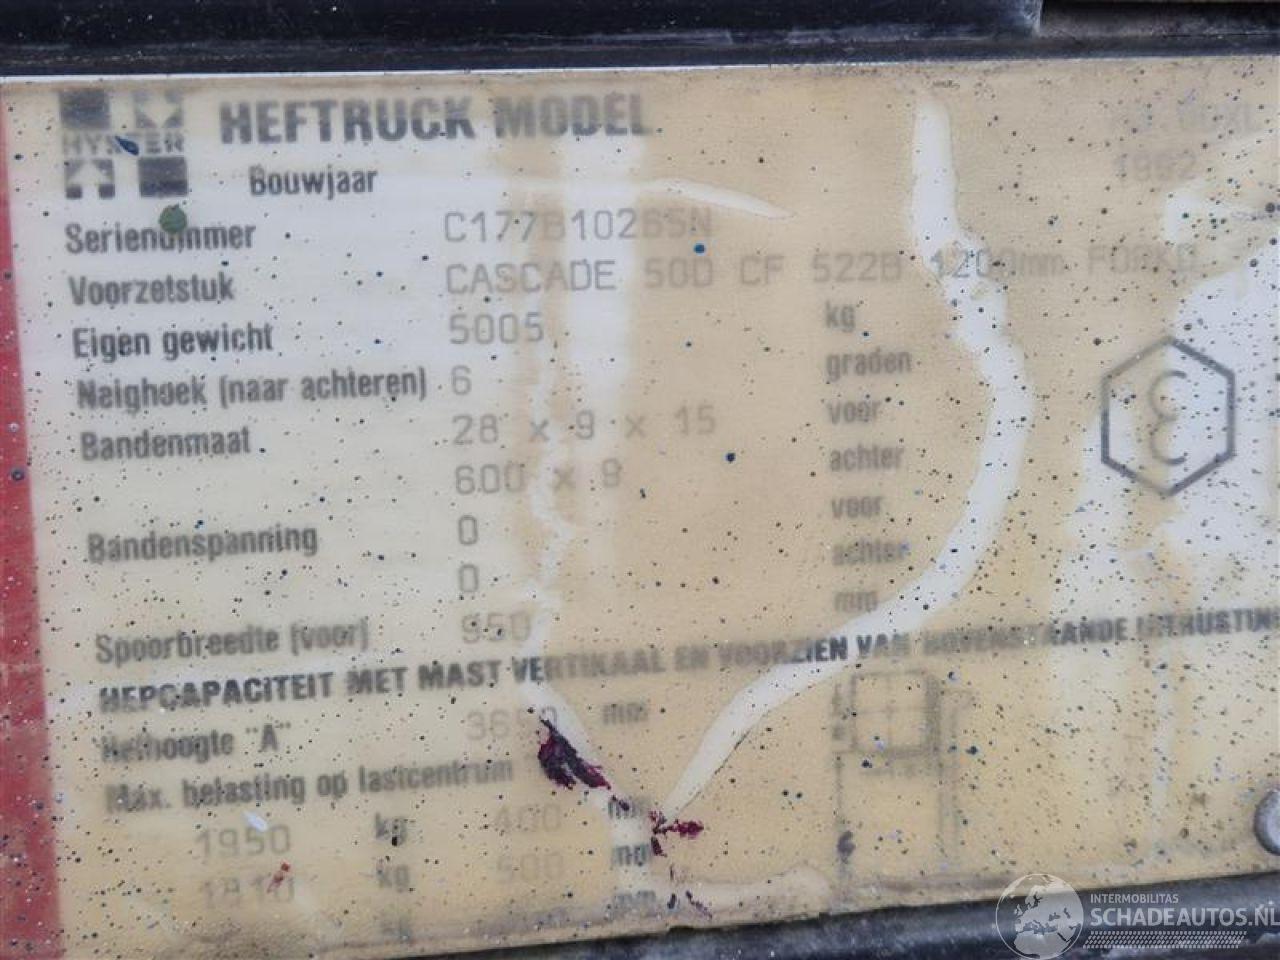 HYSTER
HEFTRUCK MODEL
Bouwjaar 1992
Serienummer C177B10265N
Voorzetstuk CASCADE 50D CF 522B 1200mm
Eigen gewicht 5005 kg
Neighoek (naar achteren) 6 graden
Bandenmaat 28 x 9 x 15 voor
600 x 9 achter
Bandenspanning 0 voor
0 achter
Spoorbreedte (voor) 950 mm
HEFCAPACITEIT MET MAST VERTIKAAL EN VOORZIEN VAN BOVENSTAANDE UITRUSTING
Hefhoogte "A" mm
Max. belasting op lastcentrum
1950 kg 400 mm
1810 kg 500 mm
mm
INTERMOBILITAS
SCHADEAUTOS.NL